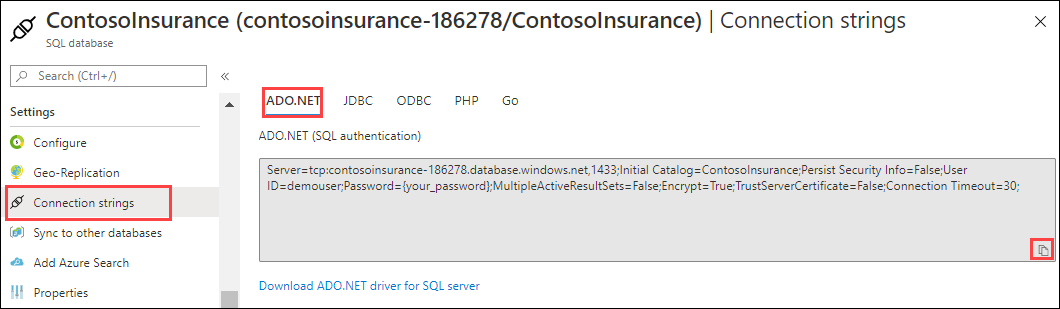 ContosoInsurance (contosoinsurance-186278/ContosoInsurance) | Connection strings
SQL database
Search (Ctrl+/)
Settings
Configure
Geo-Replication
Connection strings
Sync to other databases
Add Azure Search
Properties
ADO.NET JDBC ODBC PHP Go
ADO.NET (SQL authentication)
Server=tcp:contosoinsurance-186278.database.windows.net,1433;Initial Catalog=ContosoInsurance;Persist Security Info=False;User
ID=demouser;Password={your_password};MultipleActiveResultSets=False;Encrypt=True;TrustServerCertificate=False;Connection Timeout=30;
Download ADO.NET driver for SQL server